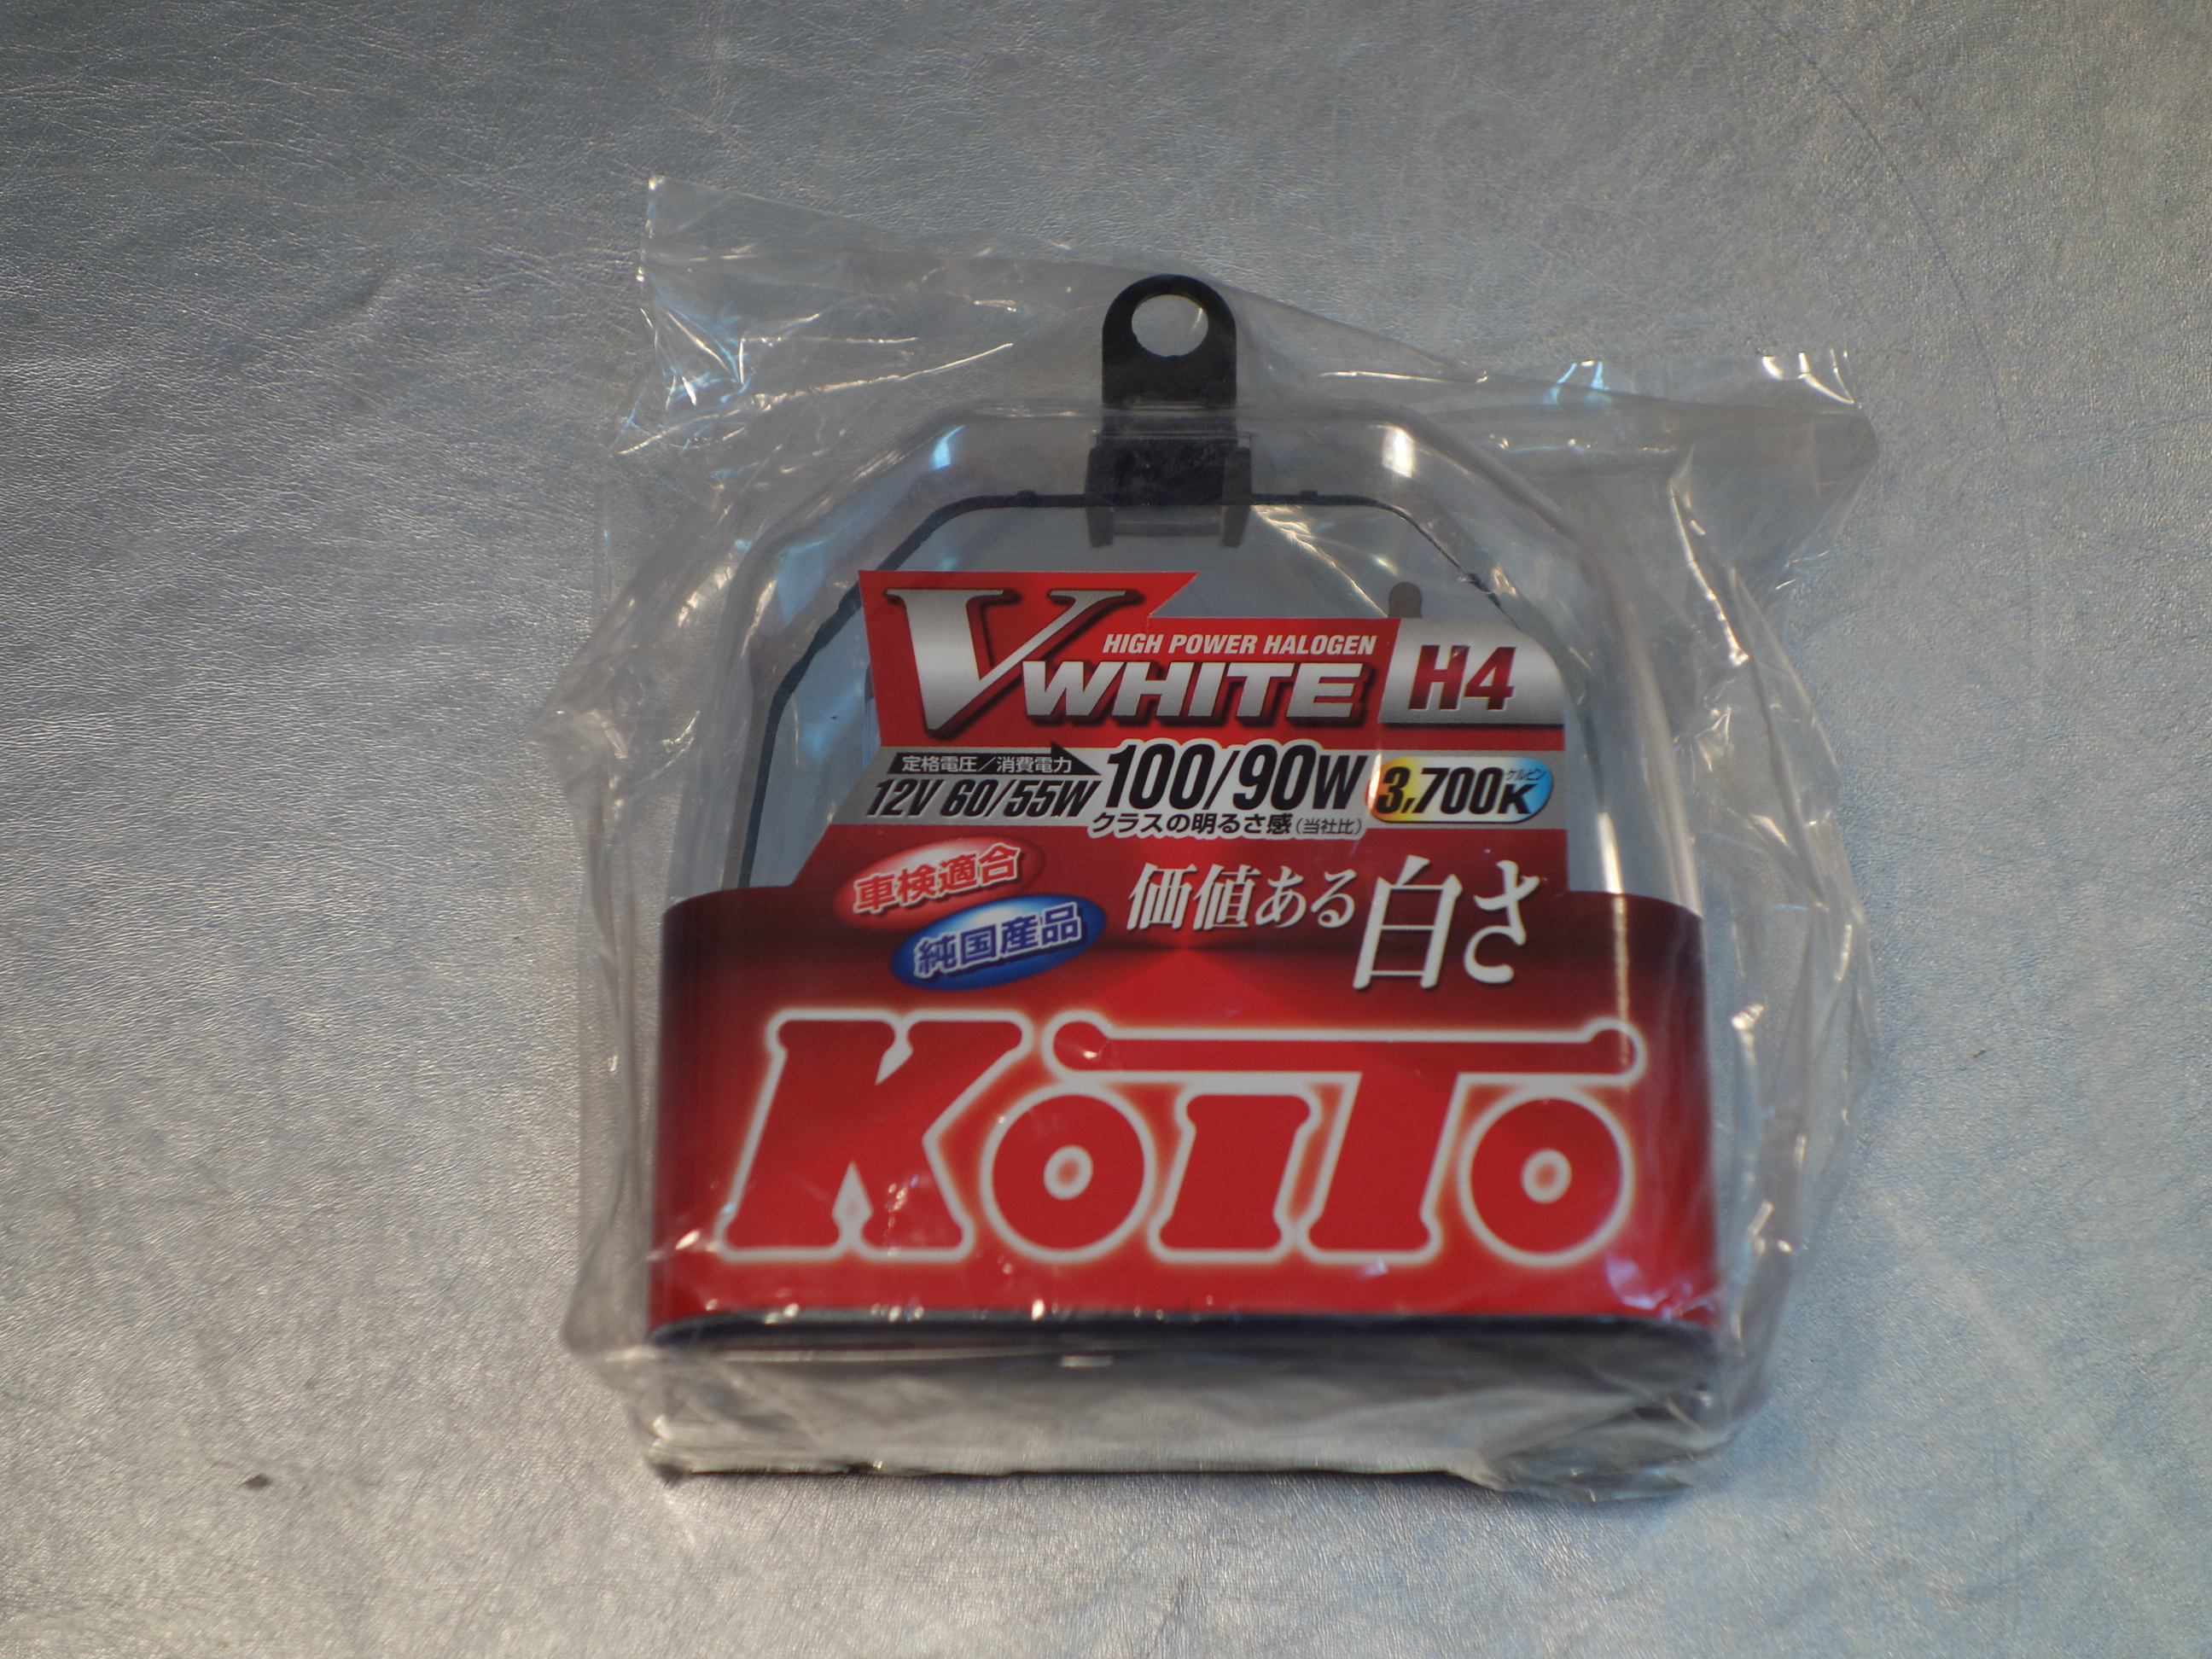 V WHITE
HIGH POWER HALOGEN
H4
定格電圧／消費電力
12V 60/55W
100/90W
クラスの明るさ感(当社比)
3,700K
ケルビン
車検適合
純国産品
価値ある白さ
KOITO